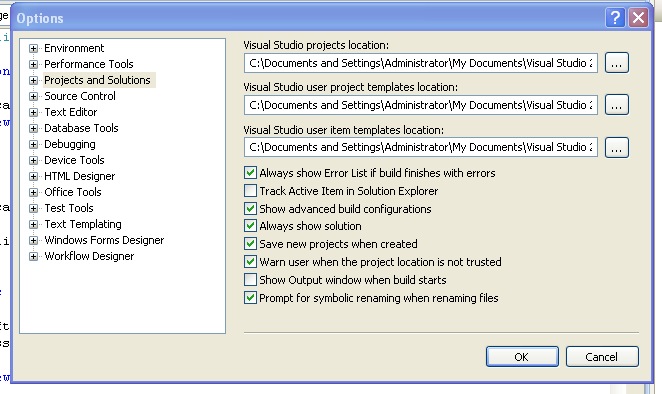 Options
Environment
Performance Tools
Projects and Solutions
Source Control
Text Editor
Database Tools
Debugging
Device Tools
HTML Designer
Office Tools
Test Tools
Text Templating
Windows Forms Designer
Workflow Designer
Visual Studio projects location:
C:\Documents and Settings\Administrator\My Documents\Visual Studio 2
...
Visual Studio user project templates location:
C:\Documents and Settings\Administrator\My Documents\Visual Studio 2
...
Visual Studio user item templates location:
C:\Documents and Settings\Administrator\My Documents\Visual Studio 2
...
Always show Error List if build finishes with errors
Track Active Item in Solution Explorer
Show advanced build configurations
Always show solution
Save new projects when created
Warn user when the project location is not trusted
Show Output window when build starts
Prompt for symbolic renaming when renaming files
OK
Cancel